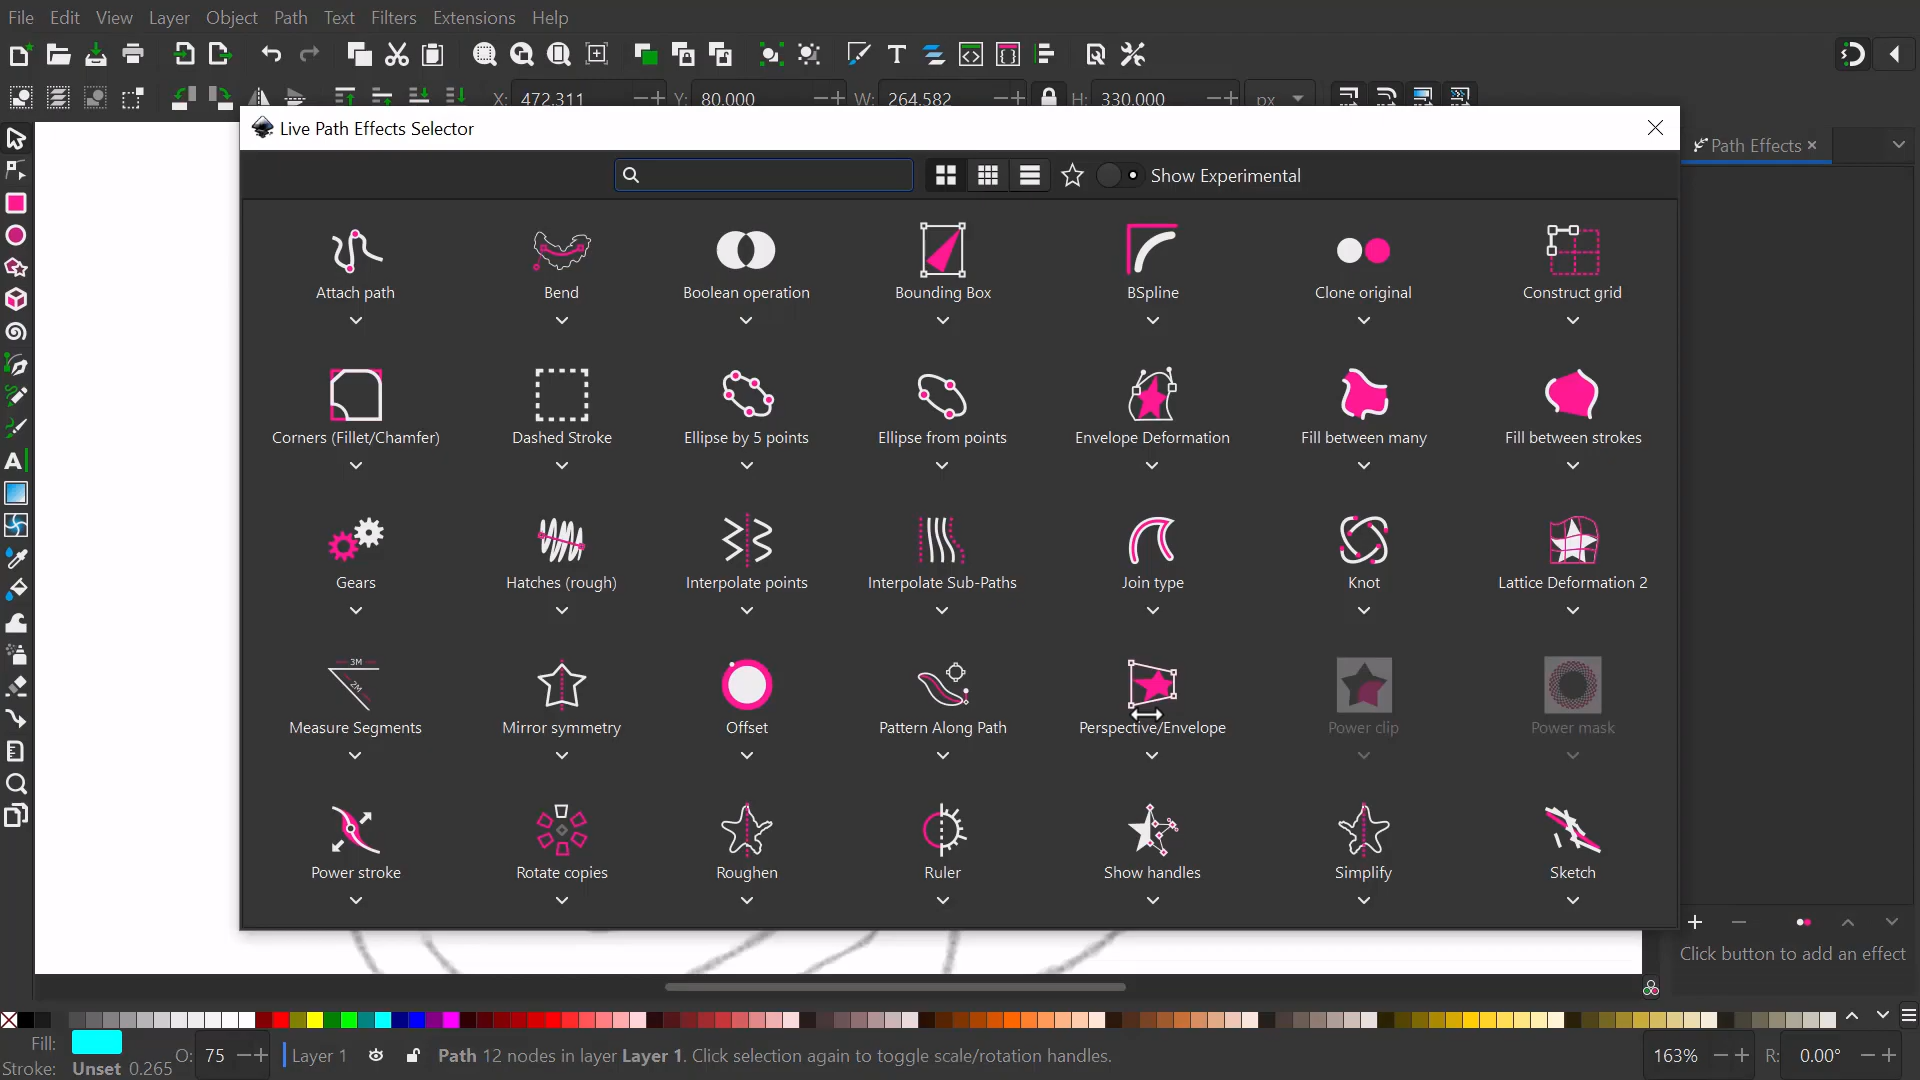 File Edit View Layer Object Path Text Filters Extensions Help
X: 472.311 Y: 80.000 W: 264.582 H: 330.000 px
Live Path Effects Selector
Path Effects
Show Experimental
Attach path Bend Boolean operation Bounding Box BSpline Clone original Construct grid
Corners (Fillet/Chamfer) Dashed Stroke Ellipse by 5 points Ellipse from points Envelope Deformation Fill between many Fill between strokes
Gears Hatches (rough) Interpolate points Interpolate Sub-Paths Join type Knot Lattice Deformation 2
3M
2M
Measure Segments Mirror symmetry Offset Pattern Along Path Perspective/Envelope Power clip Power mask
Power stroke Rotate copies Roughen Ruler Show handles Simplify Sketch
Click button to add an effect
Fill:
Stroke: Unset 0.265
O: 75 Layer 1 Path 12 nodes in layer Layer 1. Click selection again to toggle scale/rotation handles. 163% R: 0.00°